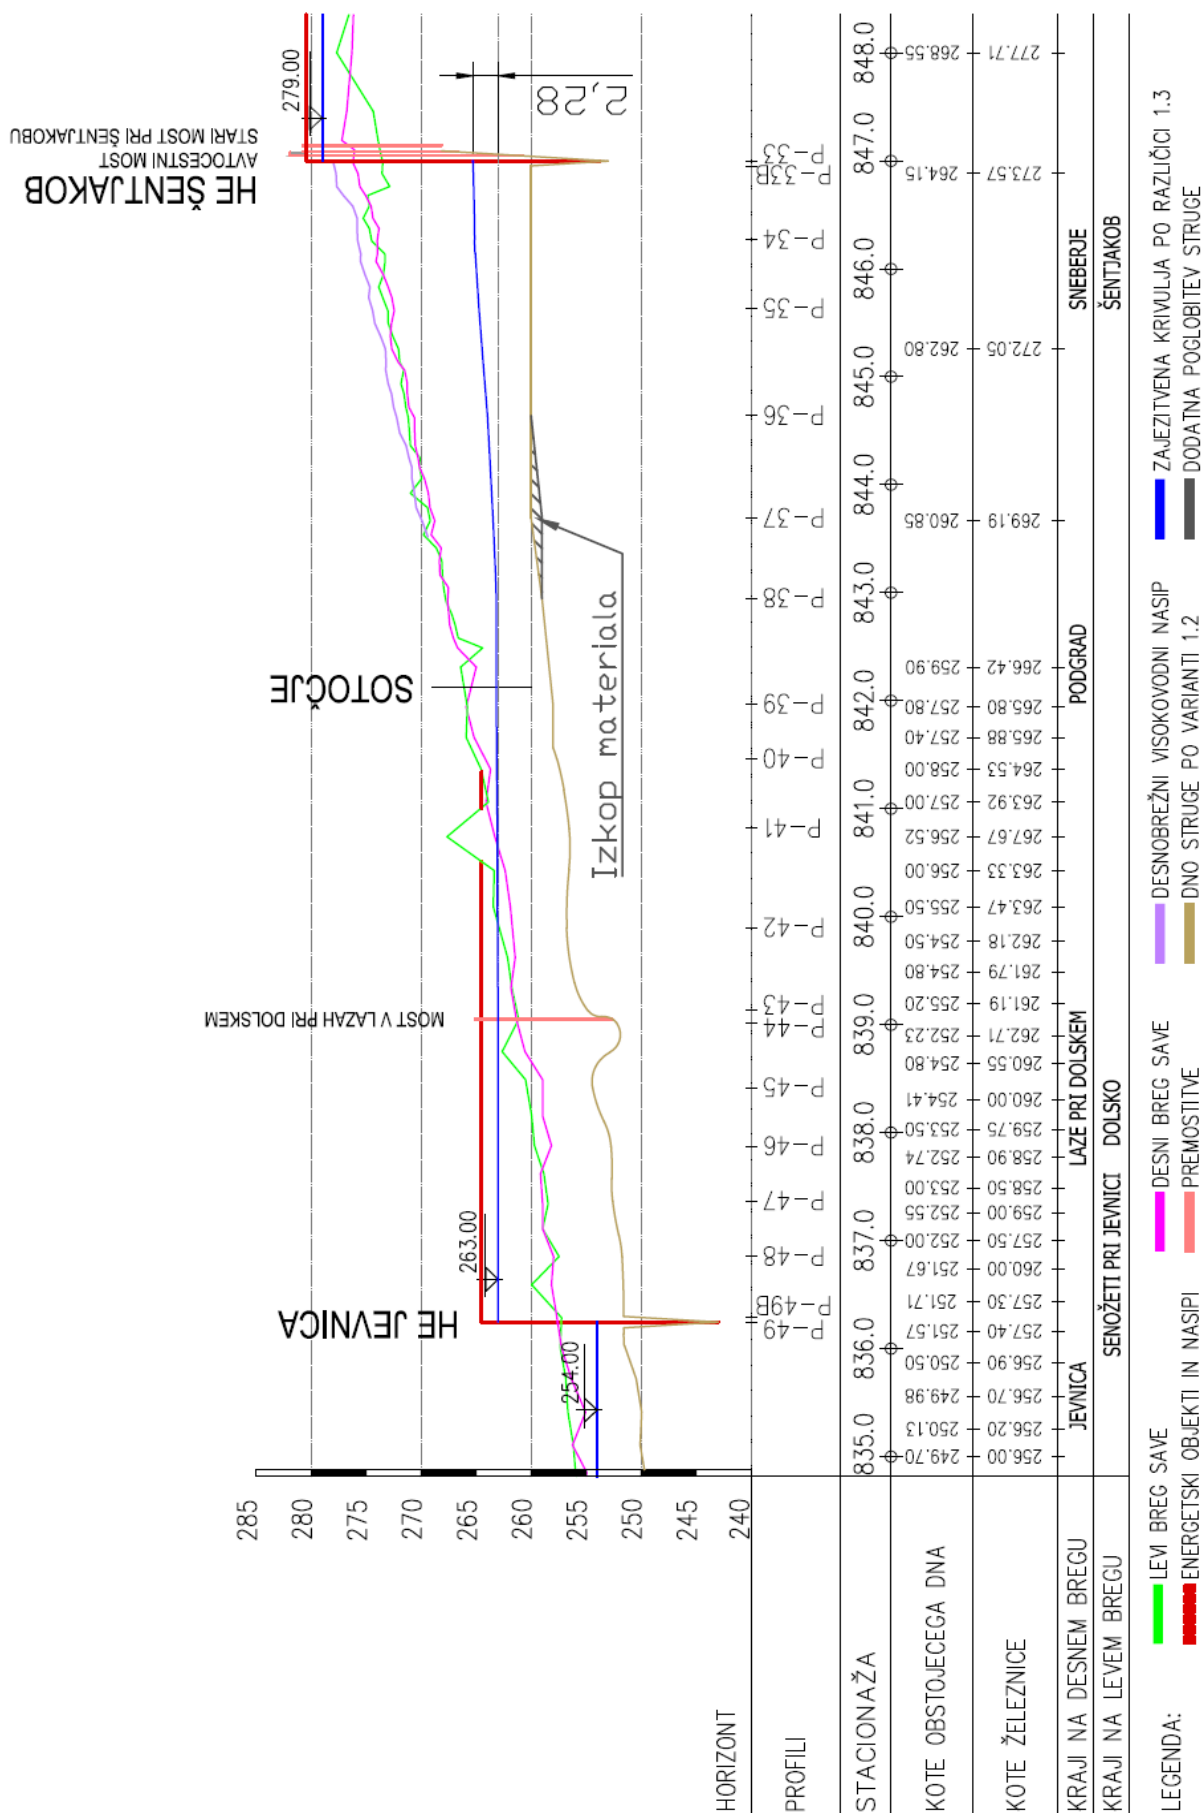 STARI MOST PRI ŠENTJAKOBU
AVTOCESTNI MOST
HE ŠENTJAKOB
279.00
2,28
SOTOČJE
Izkop materiala
MOST V LAZAH PRI DOLSKEM
263.00
HE JEVNICA
254.00
285
280
275
270
265
260
255
250
245
240
HORIZONT
PROFILI
P-49
P-49B
P-48
P-47
P-46
P-45
P-44
P-43
P-42
P-41
P-40
P-39
P-38
P-37
P-36
P-35
P-34
P-33B
P-33
STACIONAŽA
835.0
836.0
837.0
838.0
839.0
840.0
841.0
842.0
843.0
844.0
845.0
846.0
847.0
848.0
KOTE OBSTOJEČEGA DNA
249.70
250.13
249.98
250.50
251.57
251.71
251.67
252.00
252.55
253.00
252.74
253.50
254.41
254.80
252.23
255.20
254.80
254.50
255.50
256.00
256.52
257.00
258.00
257.40
257.80
259.90
260.85
262.80
264.15
268.55
KOTE ŽELEZNICE
256.00
256.20
256.70
256.90
257.40
257.30
260.00
257.50
259.00
258.50
258.90
259.75
260.00
260.55
262.71
261.19
261.79
262.18
263.47
263.33
267.67
263.92
264.53
265.88
265.80
266.42
269.19
272.05
273.57
277.71
KRAJI NA DESNEM BREGU
JEVNICA
LAZE PRI DOLSKEM
PODGRAD
SNEBERJE
KRAJI NA LEVEM BREGU
SENOŽETI PRI JEVNICI
DOLSKO
ŠENTJAKOB
LEGENDA:
LEVI BREG SAVE
DESNI BREG SAVE
DESNOBREŽNI VISOKOVODNI NASIP
ZAJEZITVENA KRIVULJA PO RAZLIČICI 1.3
ENERGETSKI OBJEKTI IN NASIPI
PREMOSTITVE
DNO STRUGE PO VARIANTI 1.2
DODATNA POGLOBITEV STRUGE